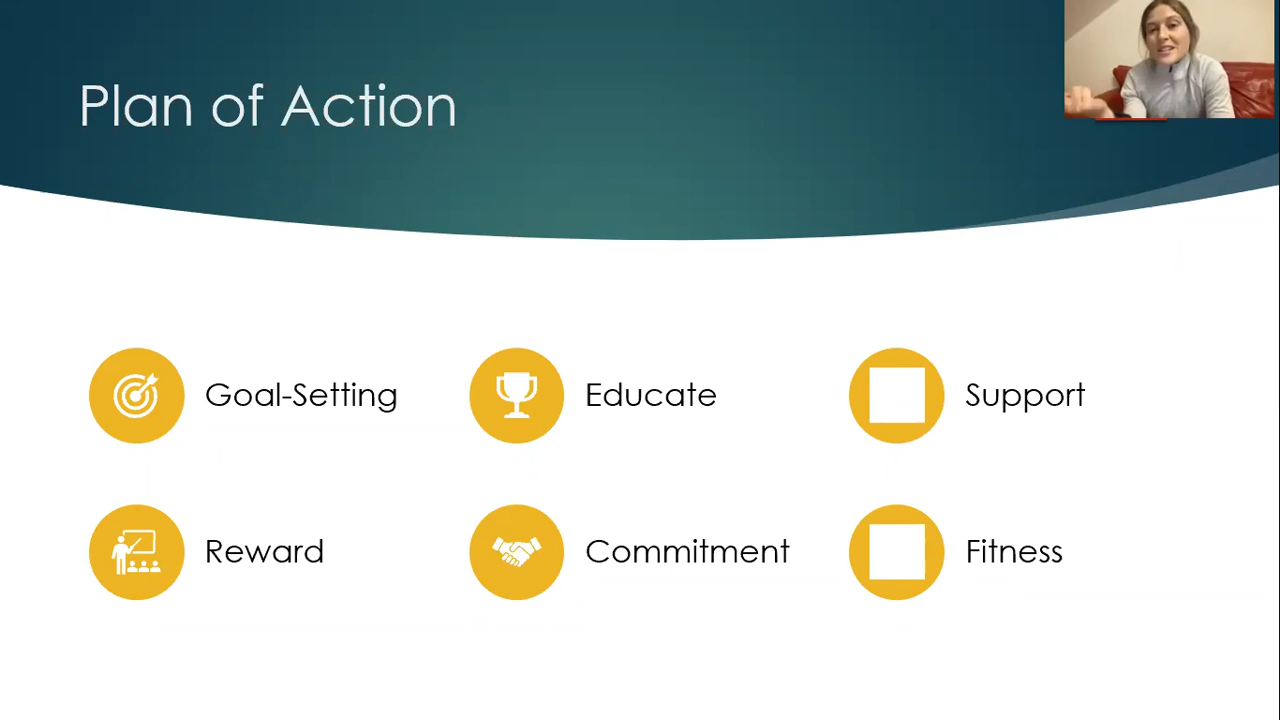 Plan of Action
Goal-Setting
Educate
Support
Reward
Commitment
Fitness